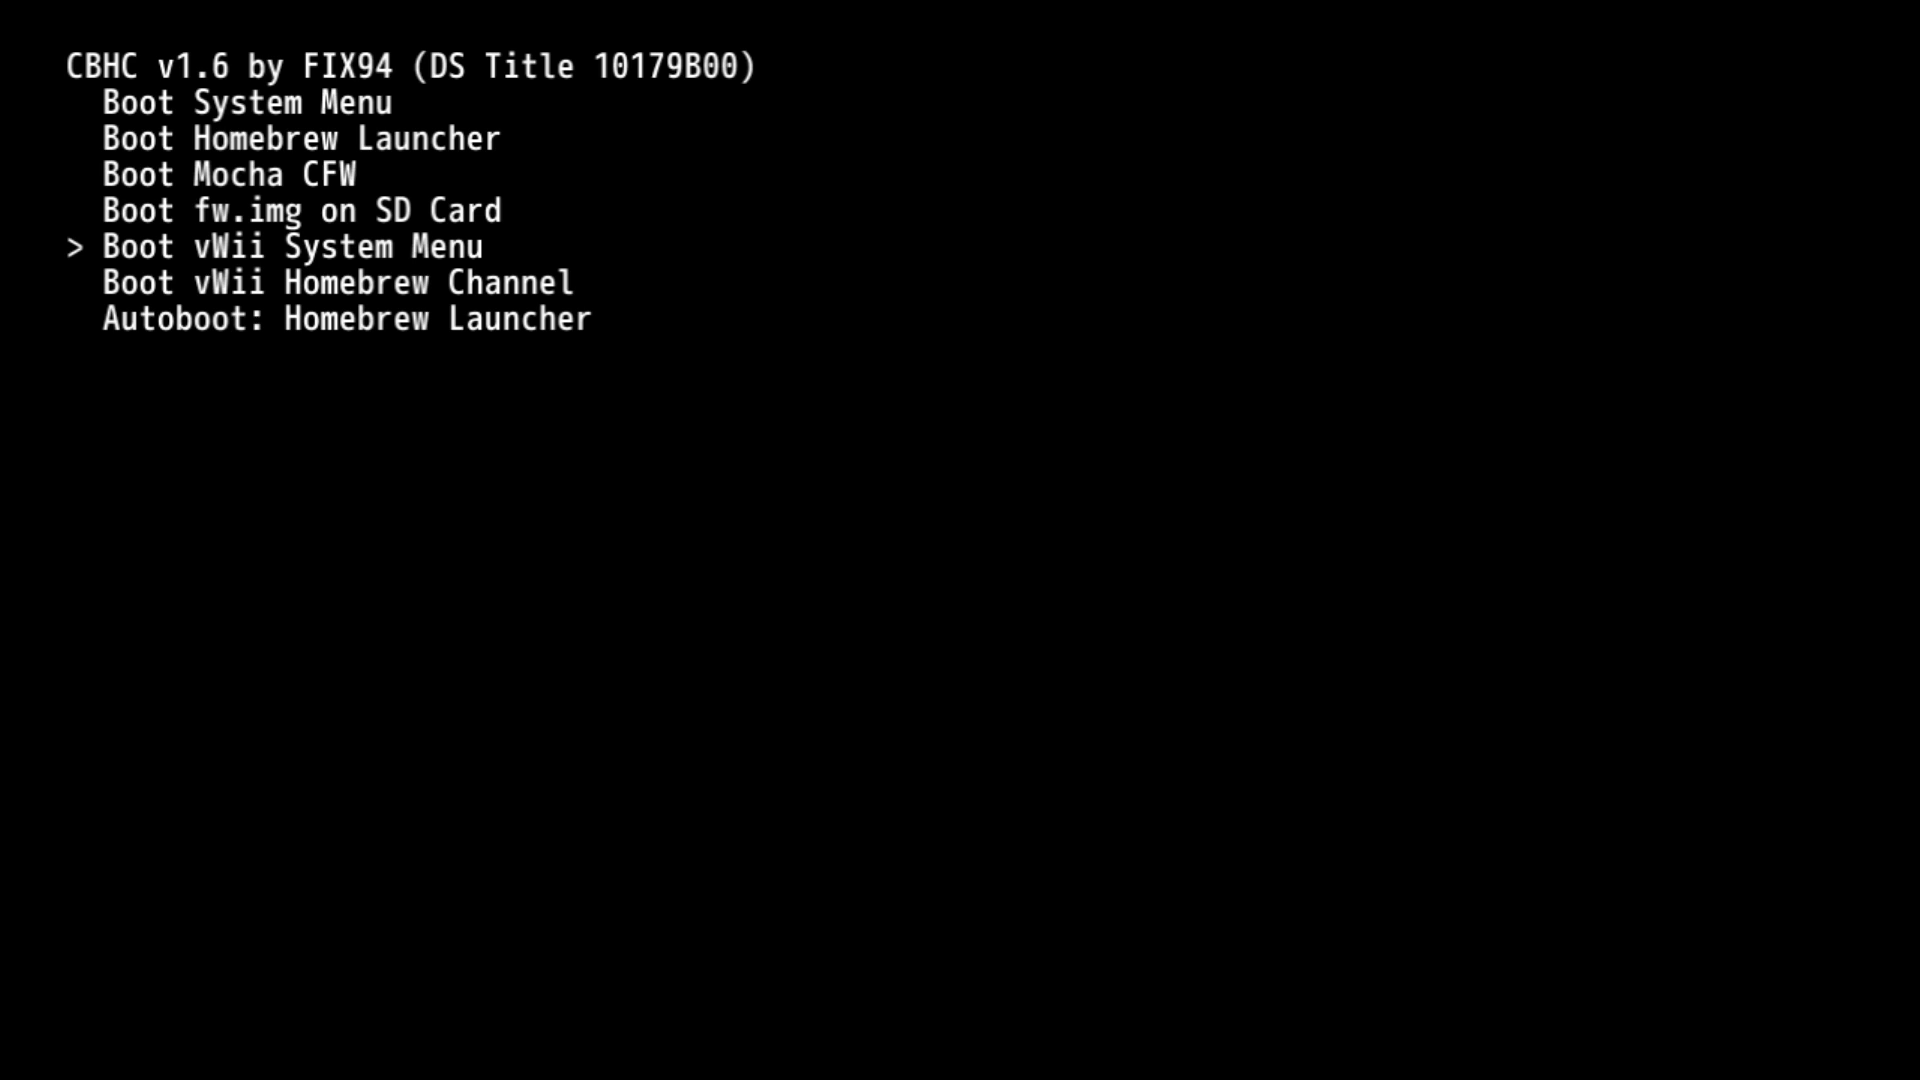 CBHC v1.6 by FIX94 (DS Title 10179B00)
Boot System Menu
Boot Homebrew Launcher
Boot Mocha CFW
Boot fw.img on SD Card
> Boot vWii System Menu
Boot vWii Homebrew Channel
Autoboot: Homebrew Launcher